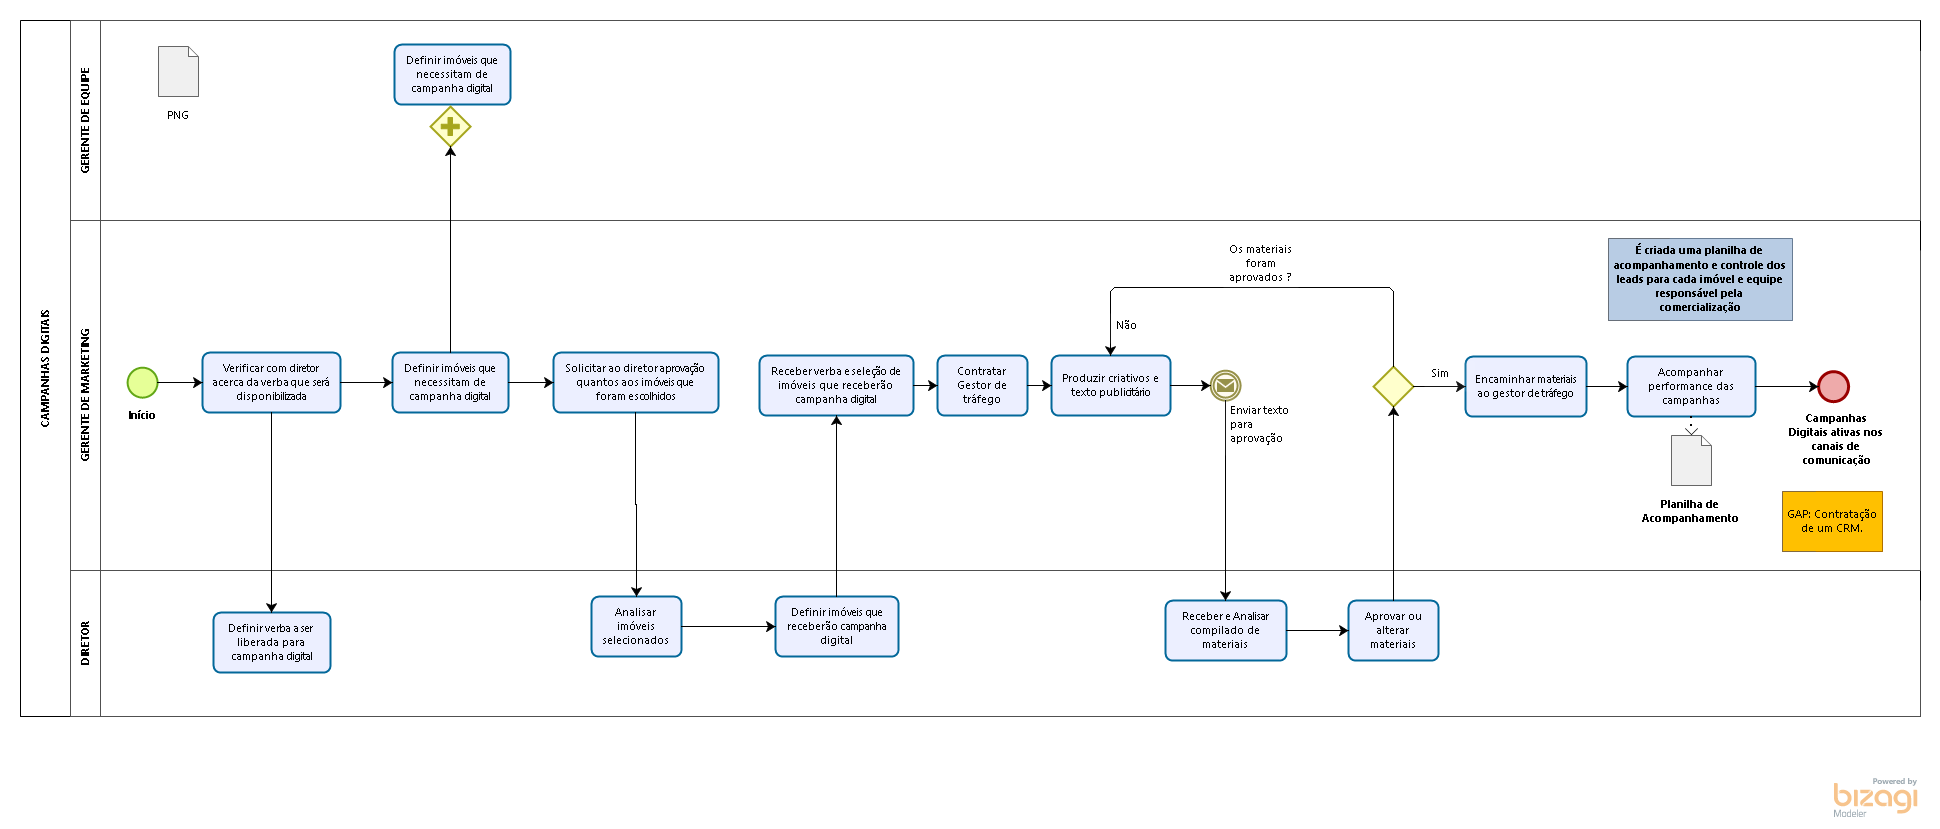 CAMPANHAS DIGITAIS
GERENTE DE EQUIPE
PNG
Definir imóveis que
necessitam de
campanha digital
GERENTE DE MARKETING
Início
Verificar com diretor
acerca da verba que será
disponibilizada
Definir imóveis que
necessitam de
campanha digital
Solicitar ao diretor aprovação
quantos aos imóveis que
foram escolhidos
Receber verba e seleção de
imóveis que receberão
campanha digital
Contratar
Gestor de
tráfego
Produzir criativos e
texto publicitário
Enviar texto
para
aprovação
Os materiais
foram
aprovados ?
Não
Sim
Encaminhar materiais
ao gestor de tráfego
Acompanhar
performance das
campanhas
É criada uma planilha de
acompanhamento e controle dos
leads para cada imóvel e equipe
responsável pela
comercialização
Planilha de
Acompanhamento
Campanhas
Digitais ativas nos
canais de
comunicação
GAP: Contratação
de um CRM.
DIRETOR
Definir verba a ser
liberada para
campanha digital
Analisar
imóveis
selecionados
Definir imóveis que
receberão campanha
digital
Receber e Analisar
compilado de
materiais
Aprovar ou
alterar
materiais
Powered by
bizagi
Modeler